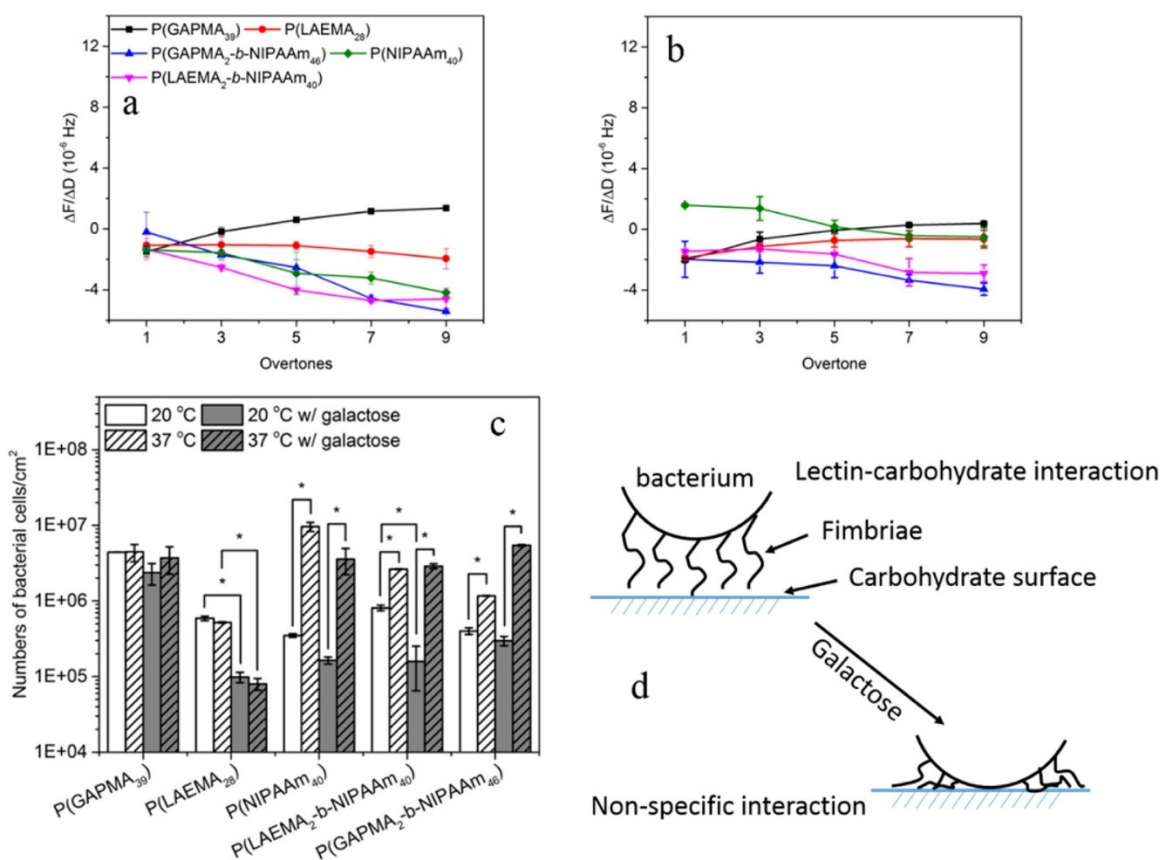 P(GAPMA39) P(LAEMA28)
P(GAPMA2-b-NIPAAm46) P(NIPAAm40)
P(LAEMA2-b-NIPAAm40)
a
12
8
4
0
-4
ΔF/ΔD (10-6 Hz)
1 3 5 7 9
Overtones
b
12
8
4
0
-4
ΔF/ΔD (10-6 Hz)
1 3 5 7 9
Overtone
20 oC 20 oC w/ galactose
37 oC 37 oC w/ galactose
c
1E+08
1E+07
1E+06
1E+05
1E+04
Numbers of bacterial cells/cm2
* * * * * * * * *
P(GAPMA39)
P(LAEMA28)
P(NIPAAm40)
P(LAEMA2-b-NIPAAm40)
P(GAPMA2-b-NIPAAm46)
bacterium
Lectin-carbohydrate interaction
Fimbriae
Carbohydrate surface
Galactose
d
Non-specific interaction